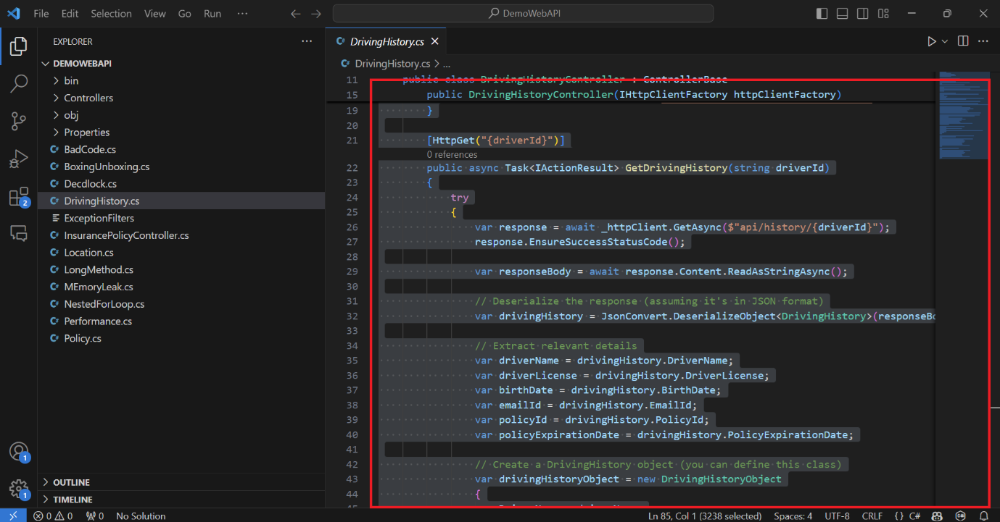 File Edit Selection View Go Run ··· DemoWebAPI
EXPLORER ···
DEMOWEBAPI
bin
Controllers
obj
Properties
BadCode.cs
BoxingUnboxing.cs
Decdlock.cs
DrivingHistory.cs
ExceptionFilters
InsurancePolicyController.cs
Location.cs
LongMethod.cs
MEmoryLeak.cs
NestedForLoop.cs
Performance.cs
Policy.cs
OUTLINE
TIMELINE
2
1
1
DrivingHistory.cs
DrivingHistory.cs > ...
11 public class DrivingHistoryController : ControllerBase
15 public DrivingHistoryController(IHttpClientFactory httpClientFactory)
19 }
20
21 [HttpGet("{driverId}")]
0 references
22 public async Task<IActionResult> GetDrivingHistory(string driverId)
23 {
24 try
25 {
26 var response = await _httpClient.GetAsync($"api/history/{driverId}");
27 response.EnsureSuccessStatusCode();
28
29 var responseBody = await response.Content.ReadAsStringAsync();
30
31 // Deserialize the response (assuming it's in JSON format)
32 var drivingHistory = JsonConvert.DeserializeObject<DrivingHistory>(responseBo
33
34 // Extract relevant details
35 var driverName = drivingHistory.DriverName;
36 var driverLicense = drivingHistory.DriverLicense;
37 var birthDate = drivingHistory.BirthDate;
38 var emailId = drivingHistory.EmailId;
39 var policyId = drivingHistory.PolicyId;
40 var policyExpirationDate = drivingHistory.PolicyExpirationDate;
41
42 // Create a DrivingHistory object (you can define this class)
43 var drivingHistoryObject = new DrivingHistoryObject
44 {
0 0 0 No Solution Ln 85, Col 1 (3238 selected) Spaces: 4 UTF-8 CRLF {} C#